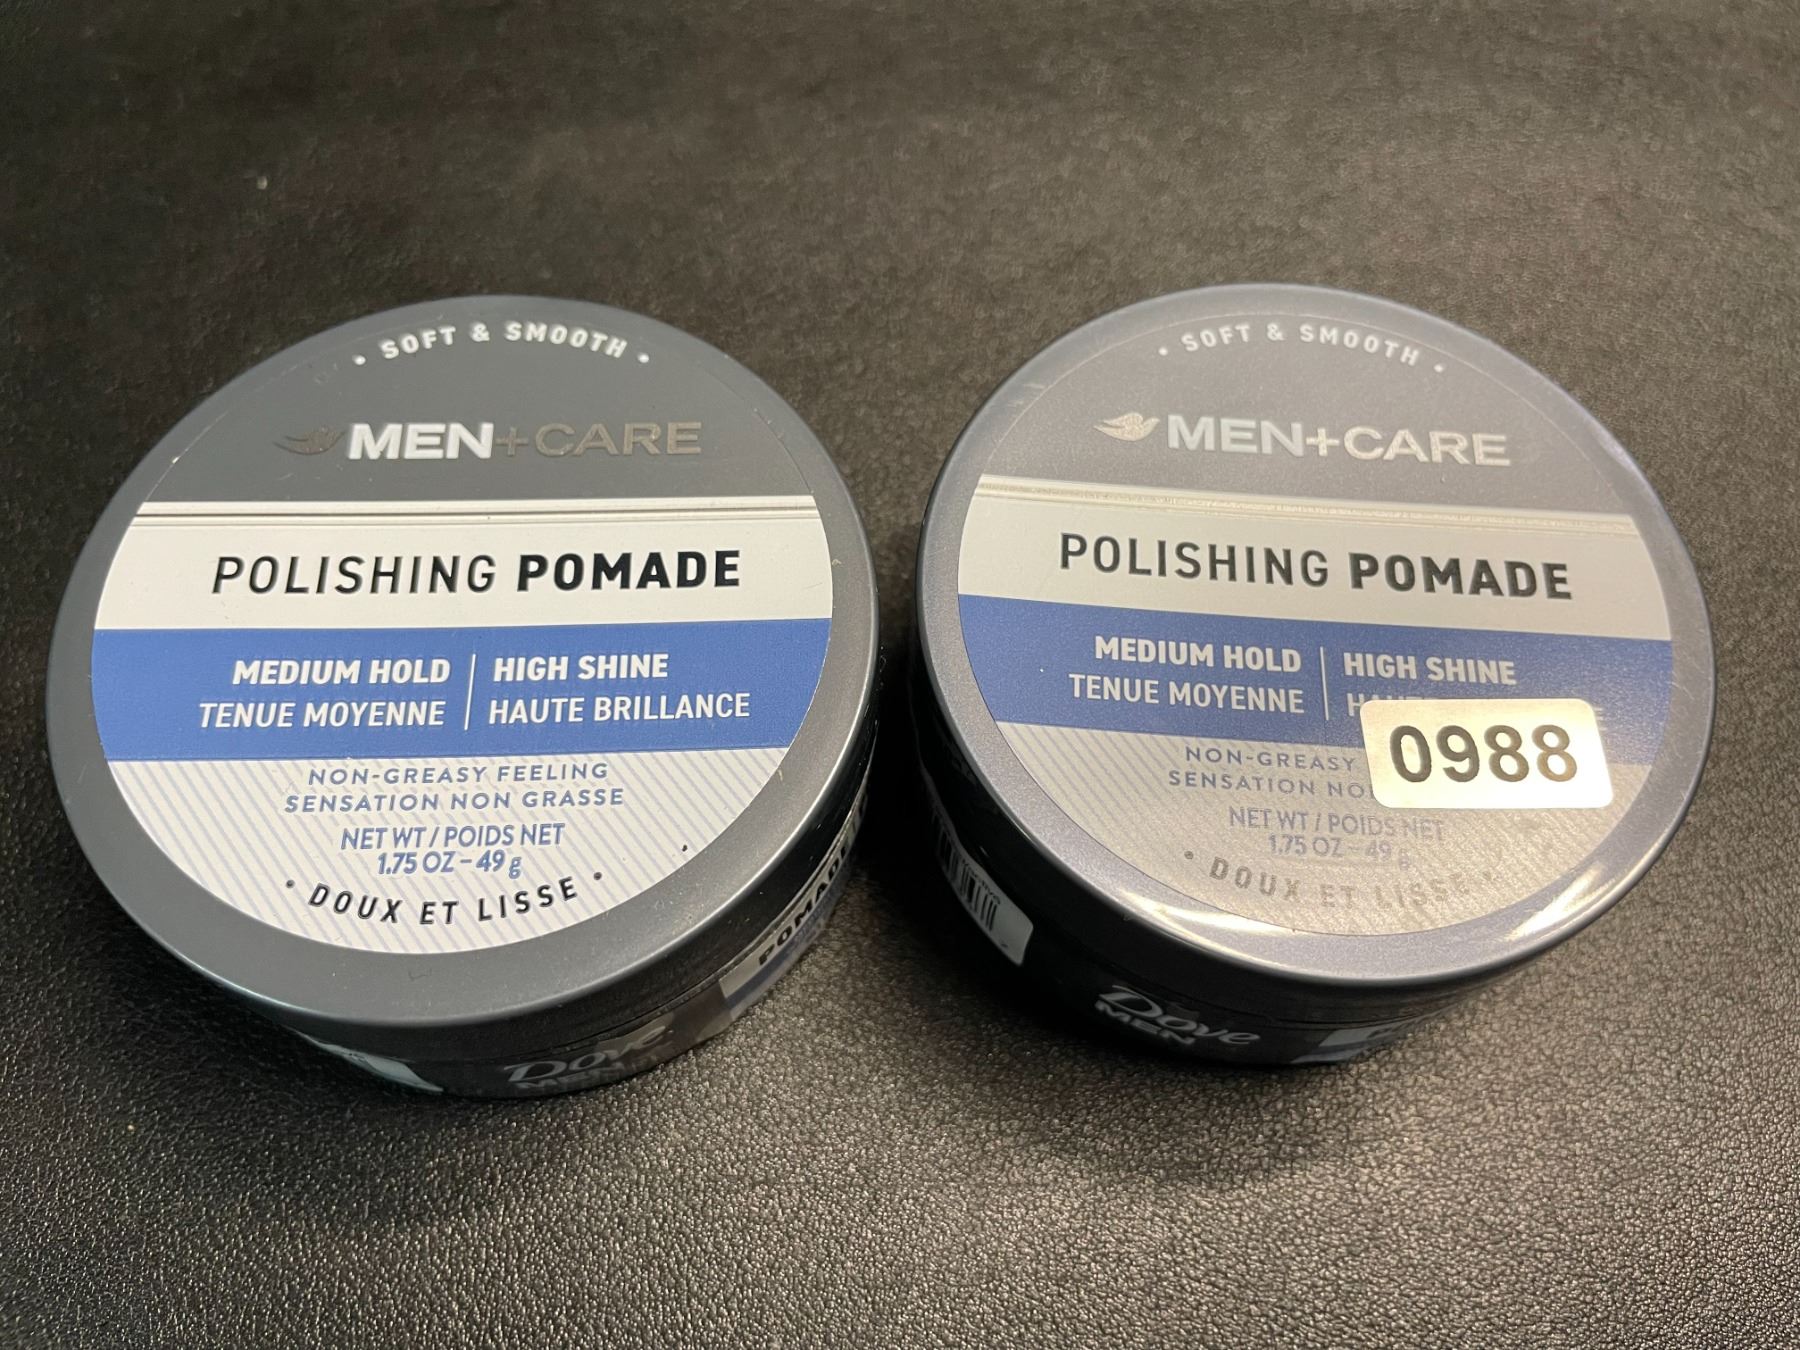 • SOFT & SMOOTH •
MEN+CARE
POLISHING POMADE
MEDIUM HOLD | HIGH SHINE
TENUE MOYENNE | HAUTE BRILLANCE
NON-GREASY FEELING
SENSATION NON GRASSE
NET WT / POIDS NET
1.75 OZ – 49 g
• DOUX ET LISSE •
POMADE
Dove
MEN
• SOFT & SMOOTH •
MEN+CARE
POLISHING POMADE
MEDIUM HOLD | HIGH SHINE
TENUE MOYENNE |
0988
NON-GREASY
SENSATION
NET WT / POIDS NET
1.75 OZ – 49 g
• DOUX ET LISSE •
Dove
MEN